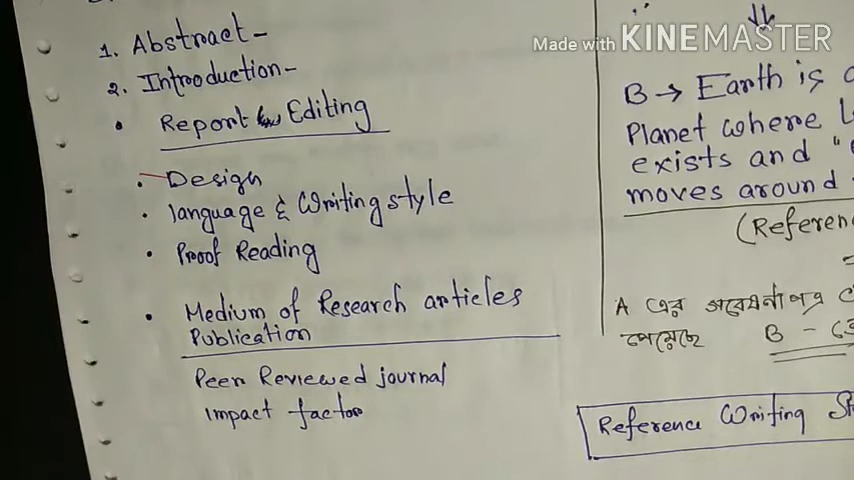 1. Abstract-
2. Introduction-
• Report Editing
• Design
• language & Writing style
• Proof Reading
• Medium of Research articles
Publication
Peer Reviewed journal
Impact factor
Made with KINEMASTER
B → Earth is
Planet where
exists and "
moves around
(Referen
A এর গবেষণাপত্র
পেয়েছে B -
Reference Writing St